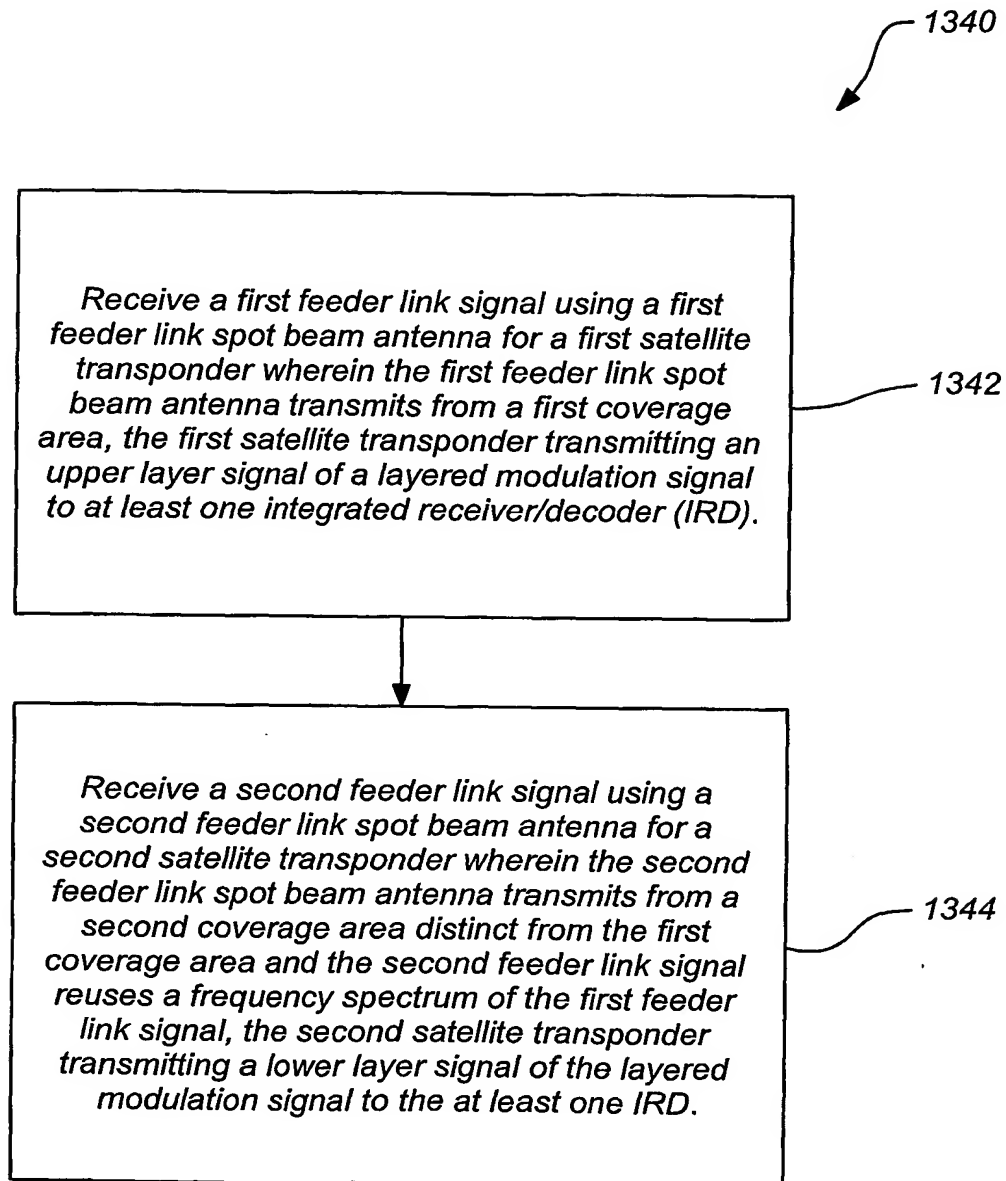 1340
Receive a first feeder link signal using a first
feeder link spot beam antenna for a first satellite
transponder wherein the first feeder link spot
beam antenna transmits from a first coverage
area, the first satellite transponder transmitting an
upper layer signal of a layered modulation signal
to at least one integrated receiver/decoder (IRD).
1342
Receive a second feeder link signal using a
second feeder link spot beam antenna for a
second satellite transponder wherein the second
feeder link spot beam antenna transmits from a
second coverage area distinct from the first
coverage area and the second feeder link signal
reuses a frequency spectrum of the first feeder
link signal, the second satellite transponder
transmitting a lower layer signal of the layered
modulation signal to the at least one IRD.
1344